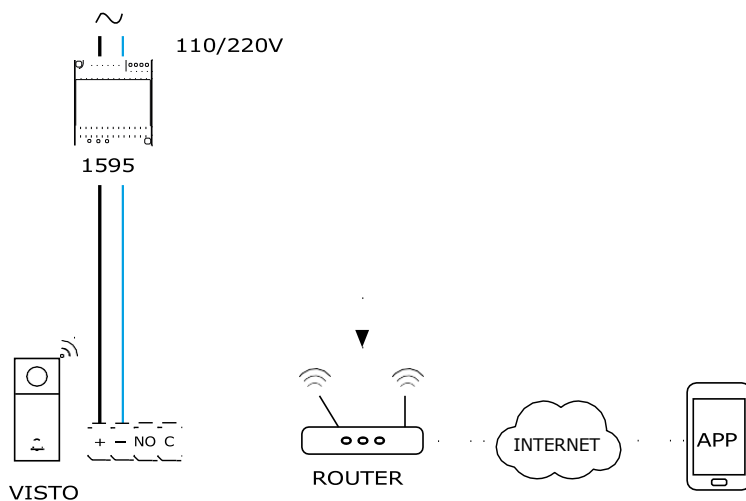 110/220V
1595
+ − NO C
INTERNET
APP
ROUTER
VISTO